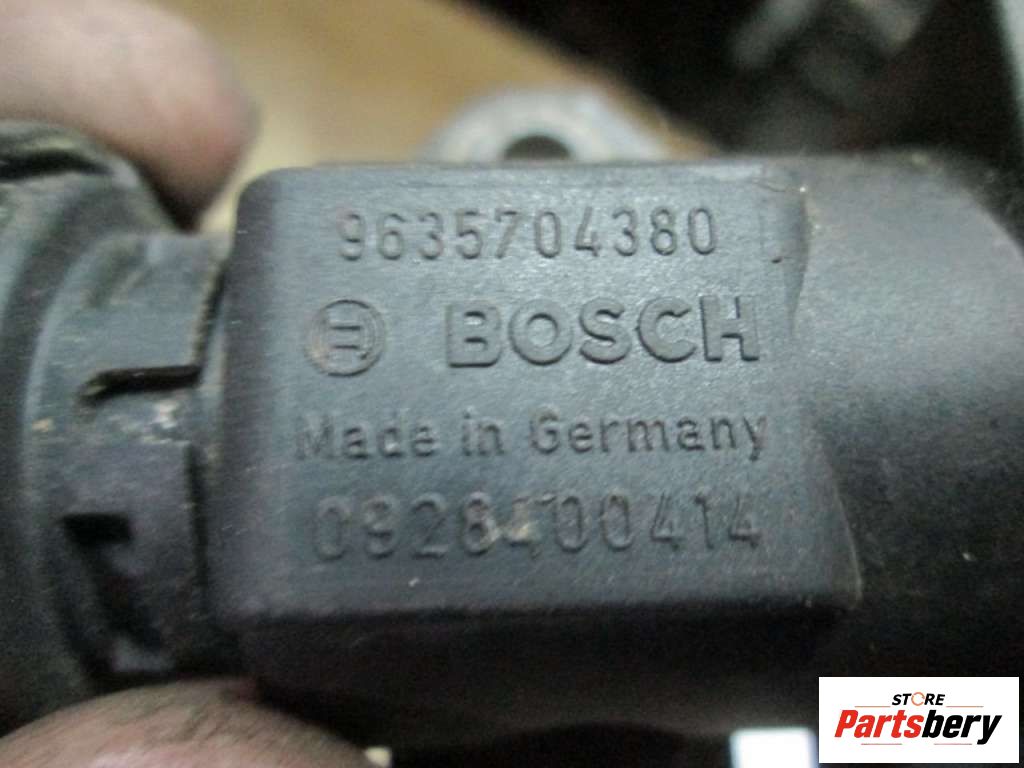 9635704380
BOSCH
Made in Germany
0928400414
STORE
Partsbery